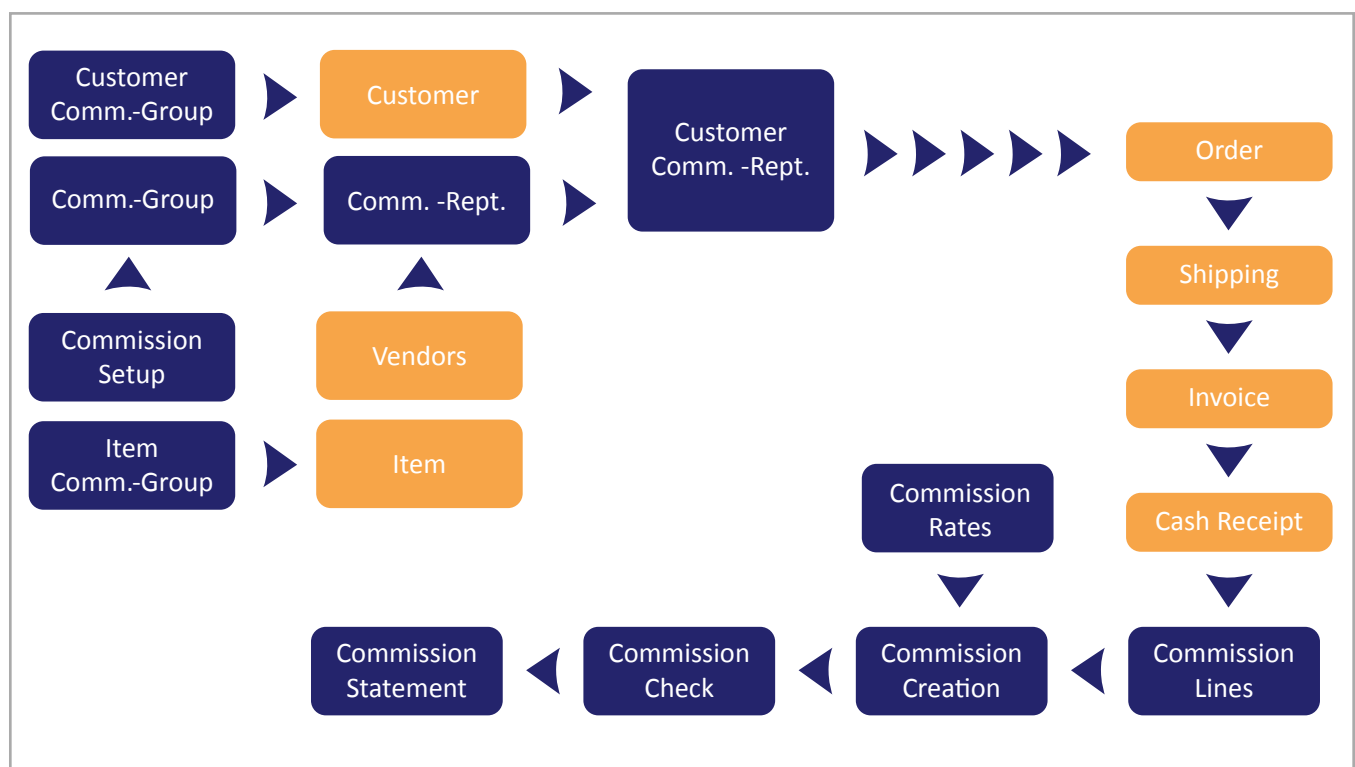 Customer
Comm.-Group
Customer
Customer
Comm. -Rept.
Order
Comm.-Group
Comm. -Rept.
Shipping
Commission
Setup
Vendors
Invoice
Item
Comm.-Group
Item
Commission
Rates
Cash Receipt
Commission
Statement
Commission
Check
Commission
Creation
Commission
Lines